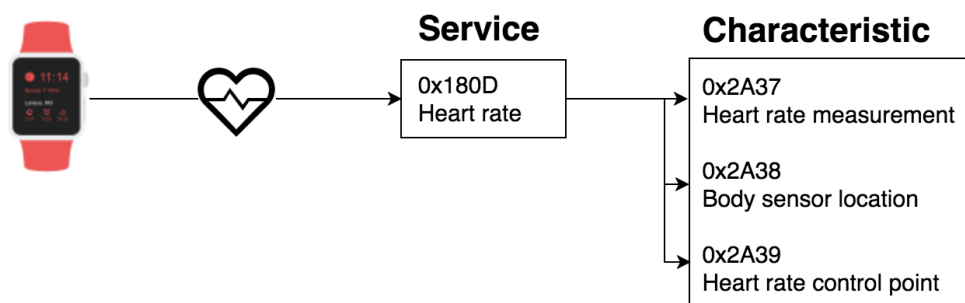 Service
Characteristic
11:14
0x180D
Heart rate
0x2A37
Heart rate measurement
0x2A38
Body sensor location
0x2A39
Heart rate control point